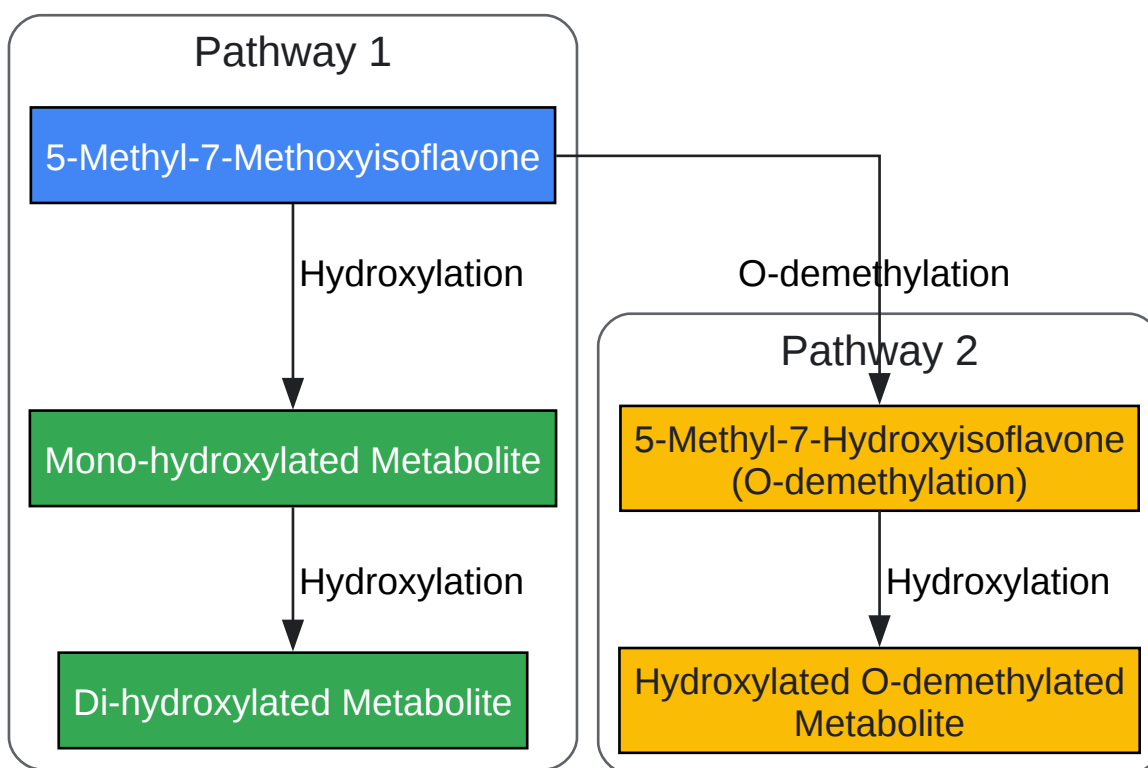 Pathway 1
5-Methyl-7-Methoxyisoflavone
Hydroxylation
Mono-hydroxylated Metabolite
Hydroxylation
Di-hydroxylated Metabolite
O-demethylation
Pathway 2
5-Methyl-7-Hydroxyisoflavone
(O-demethylation)
Hydroxylation
Hydroxylated O-demethylated
Metabolite